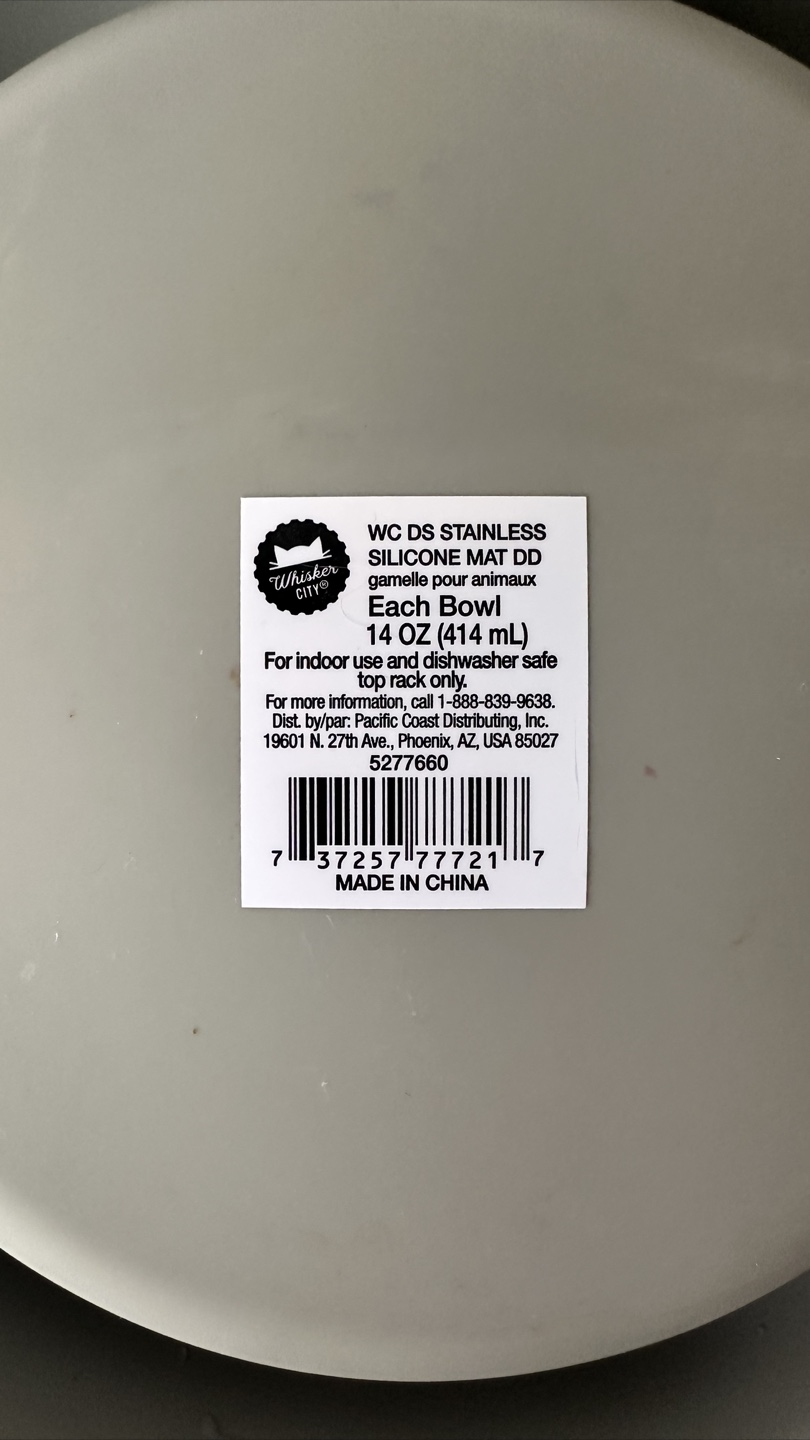 Whisker
CITY®
WC DS STAINLESS
SILICONE MAT DD
gamelle pour animaux
Each Bowl
14 OZ (414 mL)
For indoor use and dishwasher safe
top rack only.
For more information, call 1-888-839-9638.
Dist. by/par: Pacific Coast Distributing, Inc.
19601 N. 27th Ave., Phoenix, AZ, USA 85027
5277660
7 37257 77721 7
MADE IN CHINA